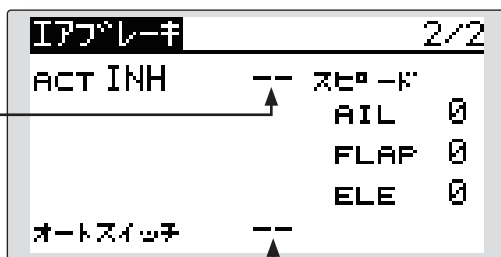 エアブレーキ 2/2
ACT INH -- スピード
AIL 0
FLAP 0
ELE 0
オートスイッチ --